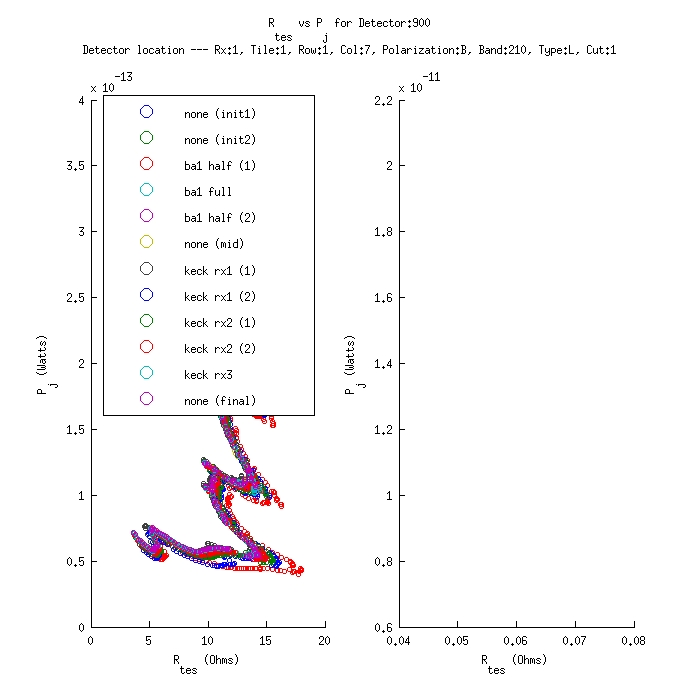 R tes vs P j for Detector:900
Detector location --- Rx:1, Tile:1, Row:1, Col:7, Polarization:B, Band:210, Type:L, Cut:1
x 10 -13
4
3.5
3
2.5
2
1.5
1
0.5
0
P j (Watts)
none (init1)
none (init2)
ba1 half (1)
ba1 full
ba1 half (2)
none (mid)
keck rx1 (1)
keck rx1 (2)
keck rx2 (1)
keck rx2 (2)
keck rx3
none (final)
0 5 10 15 20
R tes (Ohms)
x 10 -11
2.2
2
1.8
1.6
1.4
1.2
1
0.8
0.6
P j (Watts)
0.04 0.05 0.06 0.07 0.08
R tes (Ohms)